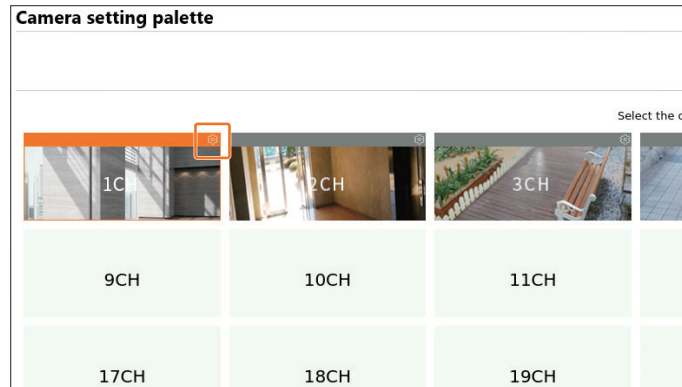 Camera setting palette
Select the c
1CH 2CH 3CH
9CH 10CH 11CH
17CH 18CH 19CH